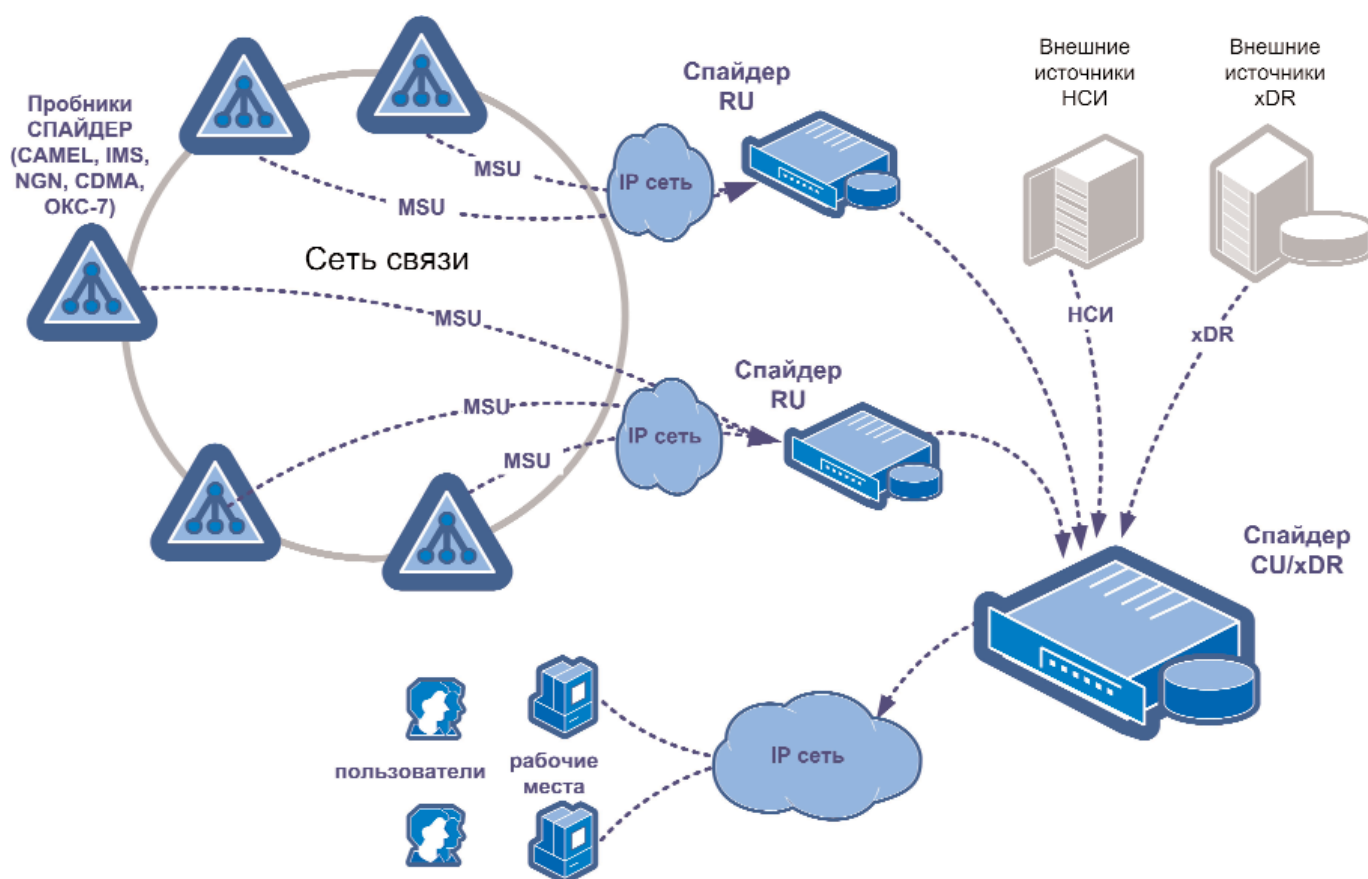 Пробники
СПАЙДЕР
(CAMEL, IMS,
NGN, CDMA,
ОКС-7)
Сеть связи
MSU
MSU
MSU
MSU
MSU
IP сеть
IP сеть
Спайдер
RU
Спайдер
RU
Внешние
источники
НСИ
Внешние
источники
xDR
НСИ
xDR
Спайдер
CU/xDR
IP сеть
пользователи
рабочие
места